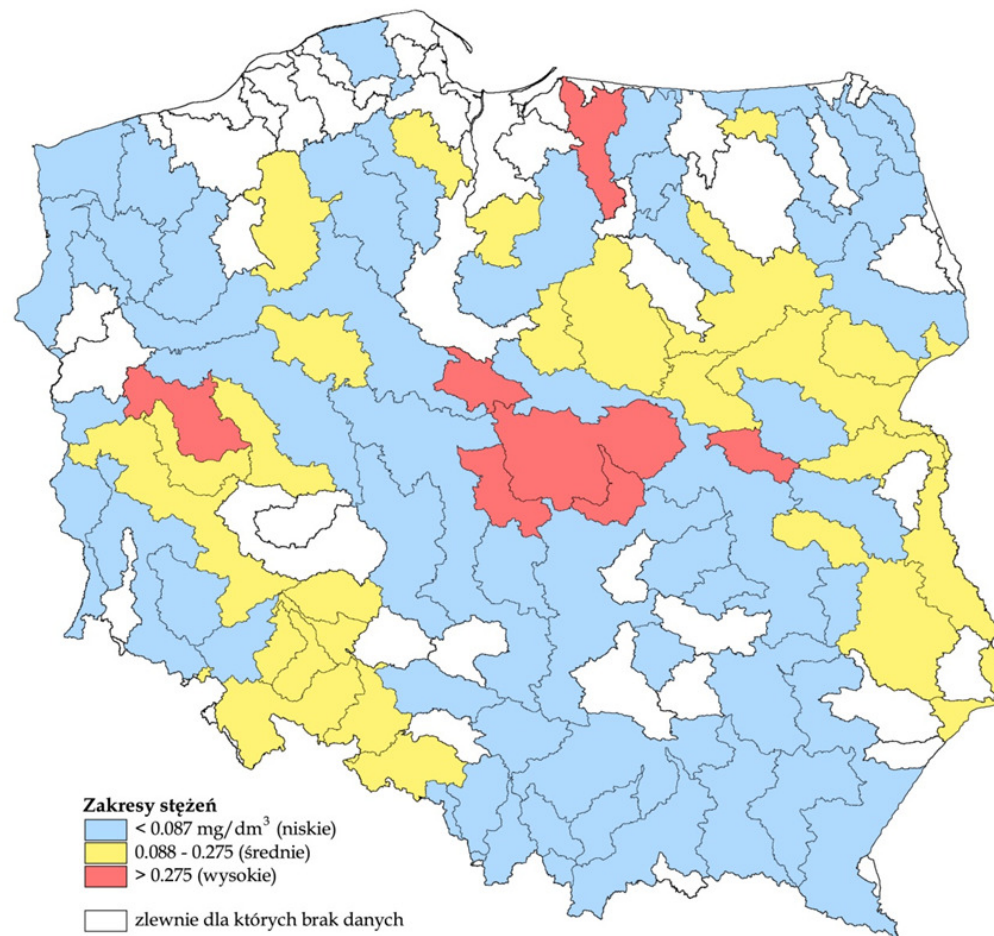 Zakresy stężeń
< 0.087 mg/dm³ (niskie)
0.088 - 0.275 (średnie)
> 0.275 (wysokie)
zlewnie dla których brak danych